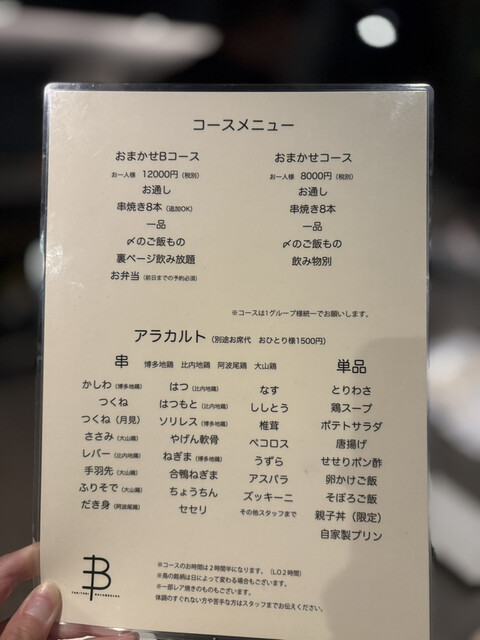 コースメニュー
おまかせBコース
お一人様 12000円(税別)
お通し
串焼き8本(追加OK)
一品
〆のご飯もの
裏ページ飲み放題
お弁当(前日までの予約必須)
おまかせコース
お一人様 8000円(税別)
お通し
串焼き8本
一品
〆のご飯もの
飲み物別
※コースは1グループ様統一でお願いします。
アラカルト(別途お席代 おひとり様1500円)
串 博多地鶏 比内地鶏 阿波尾鶏 大山鶏
かしわ(博多地鶏)
つくね
つくね(月見)
ささみ(大山鶏)
レバー(比内地鶏)
手羽先(大山鶏)
ふりそで(大山鶏)
だき身(阿波尾鶏)
はつ(比内地鶏)
はつもと(比内地鶏)
ソリレス(博多地鶏)
やげん軟骨
ねぎま(博多地鶏)
合鴨ねぎま
ちょうちん
セセリ
なす
ししとう
椎茸
ペコロス
うずら
アスパラ
ズッキーニ
その他スタッフまで
単品
とりわさ
鶏スープ
ポテトサラダ
唐揚げ
せせりポン酢
卵かけご飯
そぼろご飯
親子丼(限定)
自家製プリン
※コースのお時間は2時間半になります。(LO2時間)
※鳥の銘柄は日によって変わる場合もございます。
※一部レア焼きのものもございます。
体調のすぐれない方や苦手な方はスタッフまでお伝えください。